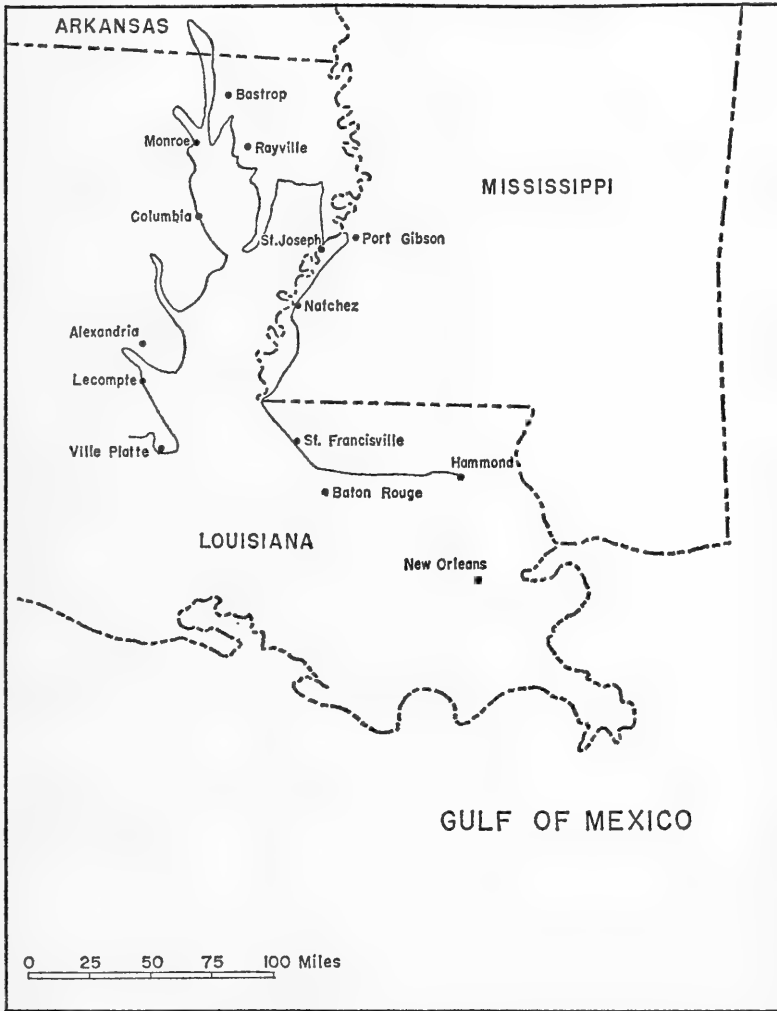 ARKANSAS
Bastrop
Monroe
Rayville
MISSISSIPPI
Columbia
St. Joseph
Port Gibson
Natchez
Alexandria
Lecompte
St. Francisville
Ville Platte
Hammond
Baton Rouge
LOUISIANA
New Orleans
GULF OF MEXICO
0 25 50 75 100 Miles